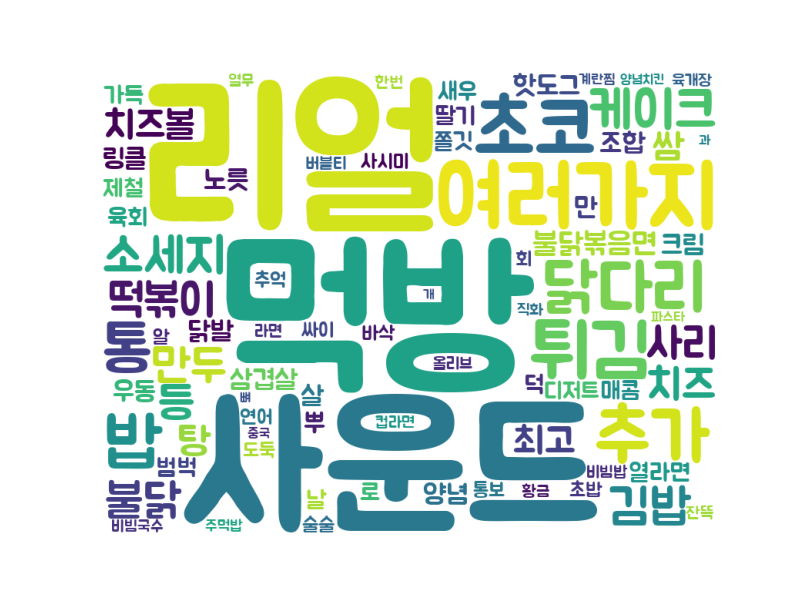 열무 한번 계란찜 양념치킨 육개장
가득 리얼 새우 핫도그 케이크
치즈볼 딸기 초코
링클 노릇 버블티 사시미 쫄깃 조합 쌈 과
제철 여러가지
육회 만
소세지 먹방 회 불닭볶음면 크림
떡볶이 추억 개 닭다리
통 알 닭발 라면 싸이 바삭 직화 파스타
만두 올리브 튀김 사리
우동 등 삼겹살 뼈 살 덕 디저트 매콤 치즈
밥 탕 연어 중국 뿌 컵라면 최고 추가
범벅 도둑 사운드
불닭 날 로 양념 통보 황금 초밥 비빔밥 열라면
비빔국수 주먹밥 술술 김밥 잔뜩